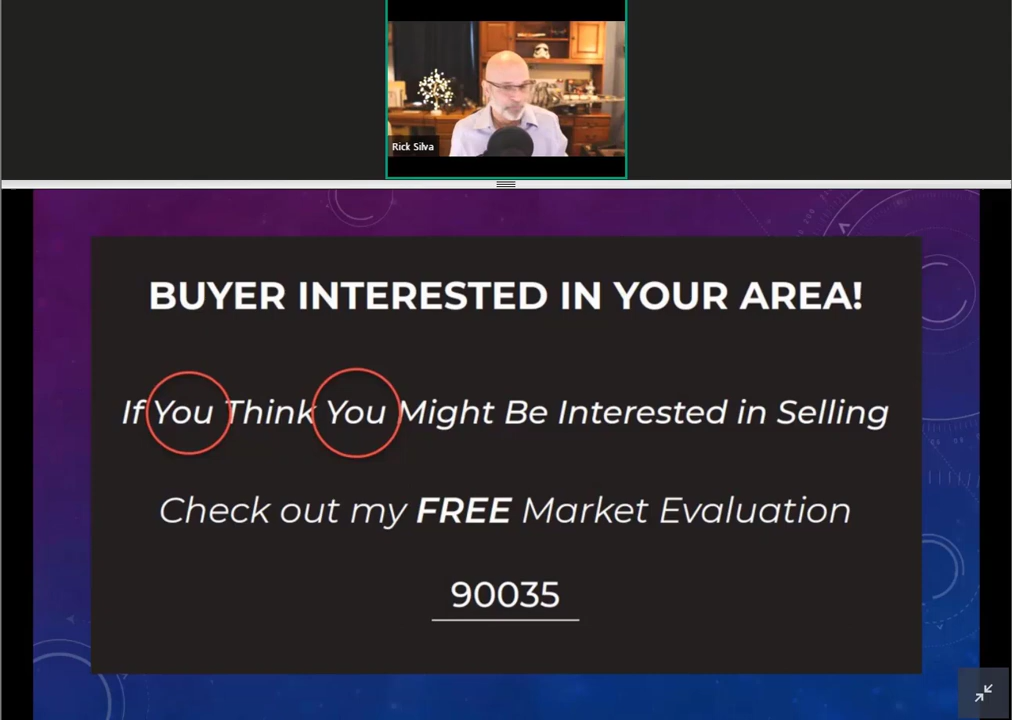 Rick Silva
BUYER INTERESTED IN YOUR AREA!
If You Think You Might Be Interested in Selling
Check out my FREE Market Evaluation
90035